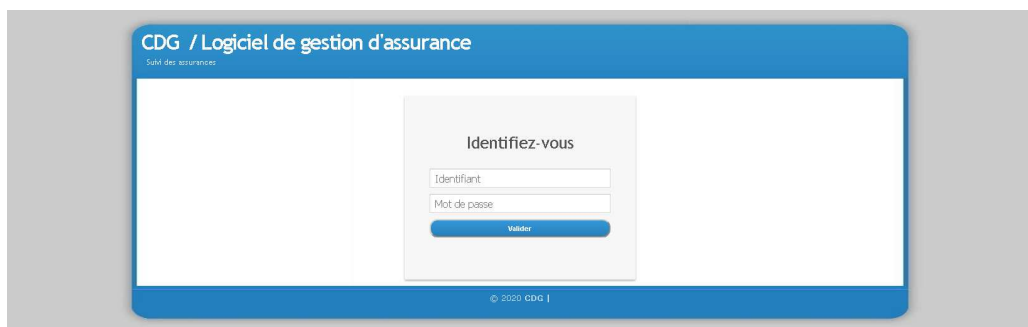 CDG / Logiciel de gestion d'assurance
Suivi des assurances
Identifiez-vous
Identifiant
Mot de passe
Valider
© 2020 CDG |